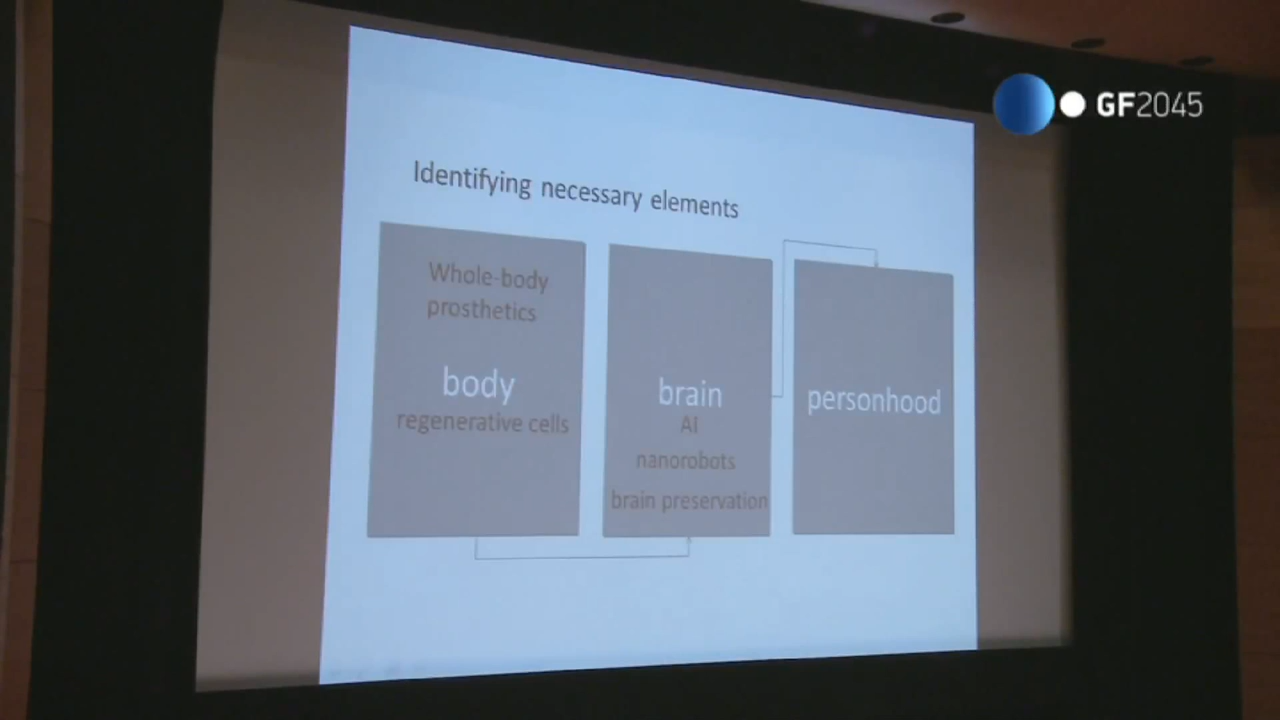 GF2045
Identifying necessary elements
Whole-body
prosthetics
body
regenerative cells
brain
AI
nanorobots
brain preservation
personhood